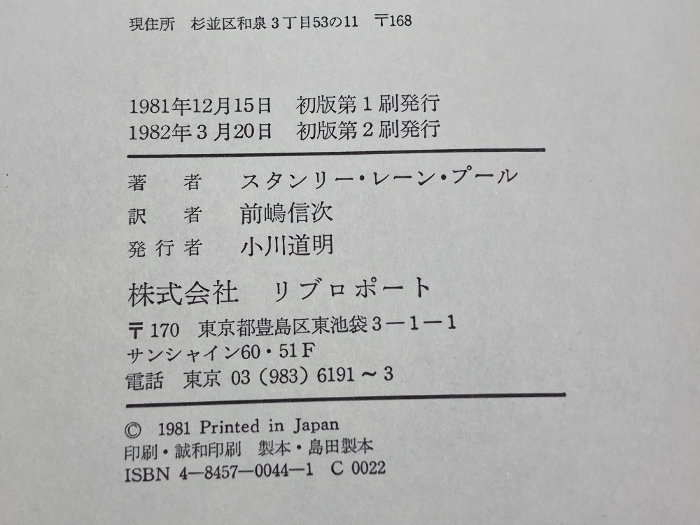 現住所　杉並区和泉3丁目53の11　〒168
1981年12月15日　初版第1刷発行
1982年3月20日　初版第2刷発行
著　者　スタンリー・レーン・プール
訳　者　前嶋信次
発行者　小川道明
株式会社　リブロポート
〒170　東京都豊島区東池袋3－1－1
サンシャイン60・51F
電話　東京 03 (983) 6191～3
© 1981 Printed in Japan
印刷・誠和印刷　製本・島田製本
ISBN 4－8457－0044－1　C 0022